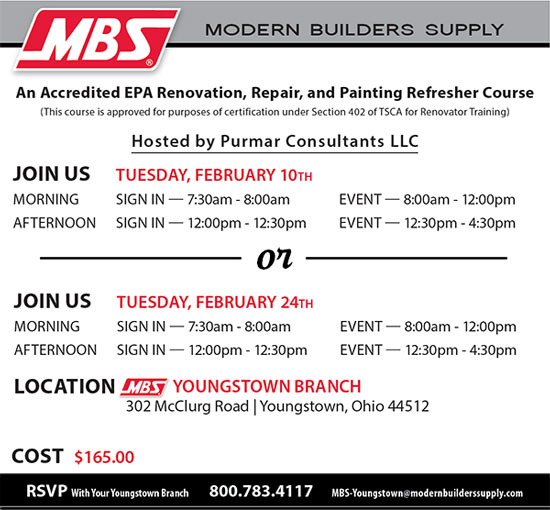 MBS®
MODERN BUILDERS SUPPLY
An Accredited EPA Renovation, Repair, and Painting Refresher Course
(This course is approved for purposes of certification under Section 402 of TSCA for Renovator Training)
Hosted by Purmar Consultants LLC
JOIN US TUESDAY, FEBRUARY 10TH
MORNING SIGN IN — 7:30am - 8:00am EVENT — 8:00am - 12:00pm
AFTERNOON SIGN IN — 12:00pm - 12:30pm EVENT — 12:30pm - 4:30pm
or
JOIN US TUESDAY, FEBRUARY 24TH
MORNING SIGN IN — 7:30am - 8:00am EVENT — 8:00am - 12:00pm
AFTERNOON SIGN IN — 12:00pm - 12:30pm EVENT — 12:30pm - 4:30pm
LOCATION MBS YOUNGSTOWN BRANCH
302 McClurg Road | Youngstown, Ohio 44512
COST $165.00
RSVP With Your Youngstown Branch 800.783.4117 MBS-Youngstown@modernbuilderssupply.com